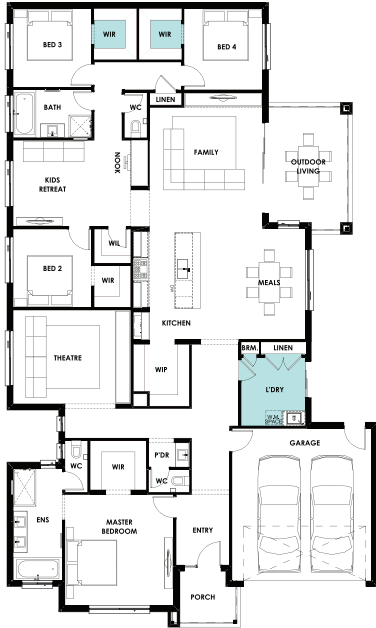 BED 3
WIR
WIR
BED 4
BATH
WC
LINEN
FAMILY
OUTDOOR
LIVING
KIDS
RETREAT
NOOK
WIL
BED 2
WIR
DW
MEALS
KITCHEN
THEATRE
WIP
BRM.
LINEN
L'DRY
W.M.
SPACE
GARAGE
WC
WIR
P'DR
WC
ENS
MASTER
BEDROOM
ENTRY
PORCH